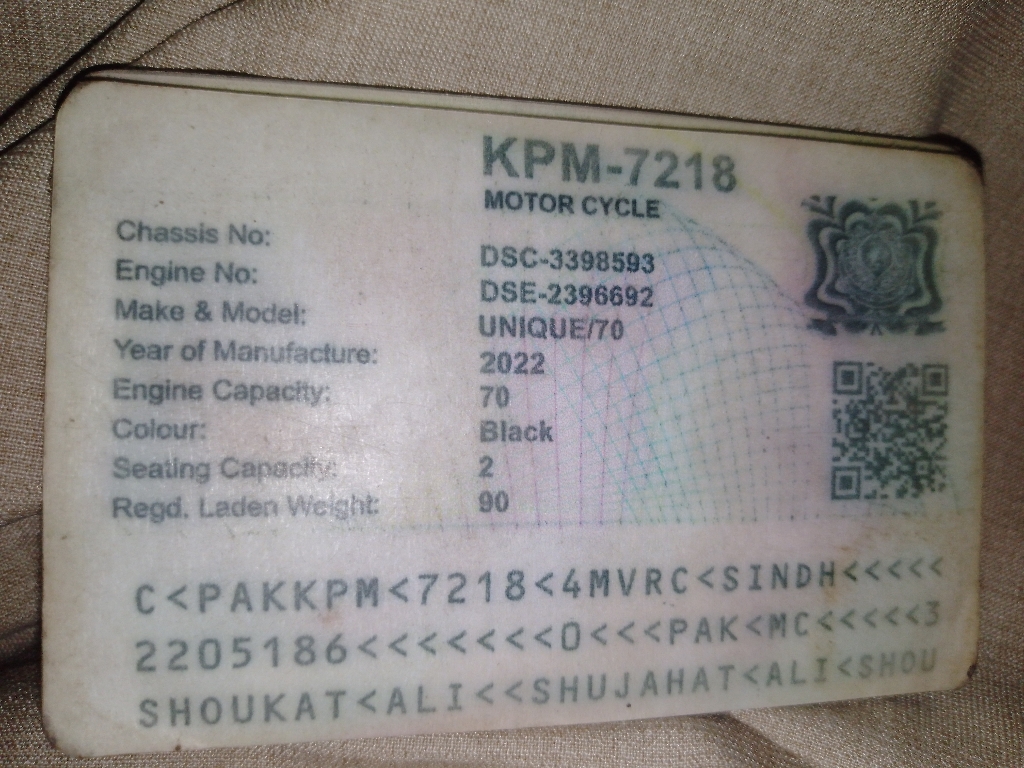 KPM-7218
MOTOR CYCLE
Chassis No: DSC-3398593
Engine No: DSE-2396692
Make & Model: UNIQUE/70
Year of Manufacture: 2022
Engine Capacity: 70
Colour: Black
Seating Capacity: 2
Regd. Laden Weight: 90
C<PAKKPM<7218<4MVRC<SINDH<<<<<
2205186<<<<<<<<O<<<PAK<MC<<<<<3
SHOUKAT<ALI<<SHUJAHAT<ALI<SHOU